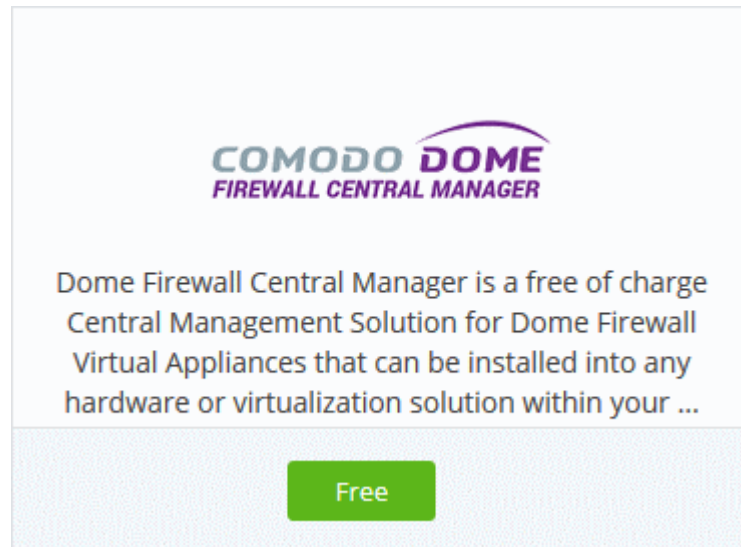 COMODO DOME
FIREWALL CENTRAL MANAGER
Dome Firewall Central Manager is a free of charge
Central Management Solution for Dome Firewall
Virtual Appliances that can be installed into any
hardware or virtualization solution within your ...
Free